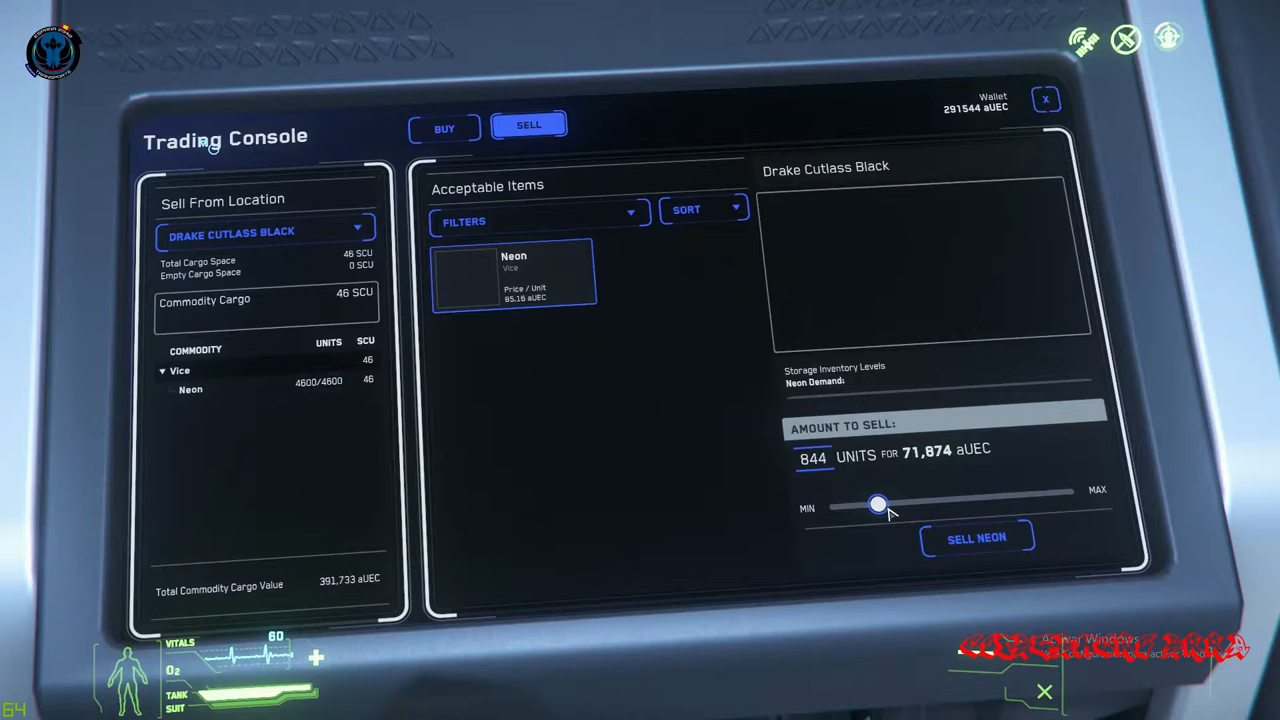 ESPAÑA
TRANSPORTE
Wallet
291544 aUEC
X
Trading Console
BUY
SELL
Sell From Location
DRAKE CUTLASS BLACK
Total Cargo Space 46 SCU
Empty Cargo Space 0 SCU
Commodity Cargo 46 SCU
COMMODITY UNITS SCU
Vice 46
Neon 4600/4600 46
Total Commodity Cargo Value 391,733 aUEC
Acceptable Items
FILTERS
SORT
Neon
Vice
Price / Unit
85.16 aUEC
Drake Cutlass Black
Storage Inventory Levels
Neon Demand:
AMOUNT TO SELL:
844 UNITS FOR 71,874 aUEC
MIN MAX
SELL NEON
VITALS 60
O2
TANK
SUIT
64
Activar Windows